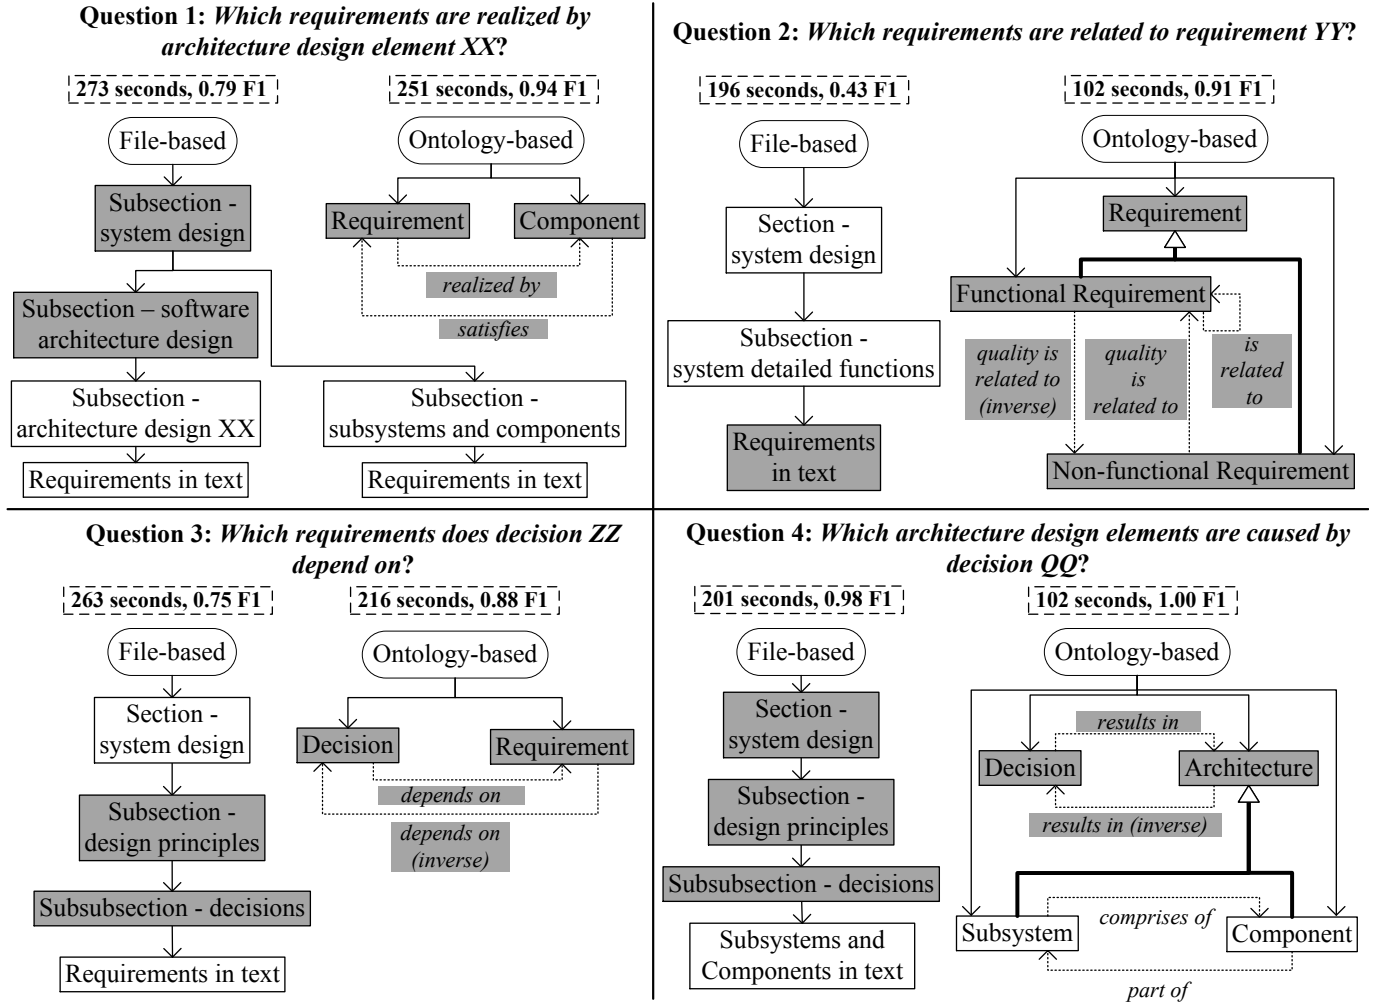 Question 1: Which requirements are realized by
architecture design element XX?
273 seconds, 0.79 F1
251 seconds, 0.94 F1
File-based
Ontology-based
Subsection -
system design
Requirement
Component
realized by
satisfies
Subsection – software
architecture design
Subsection -
architecture design XX
Subsection -
subsystems and components
Requirements in text
Requirements in text
Question 2: Which requirements are related to requirement YY?
196 seconds, 0.43 F1
102 seconds, 0.91 F1
File-based
Ontology-based
Section -
system design
Requirement
Functional Requirement
Subsection -
system detailed functions
quality is
related to
(inverse)
quality
is
related to
is
related
to
Requirements
in text
Non-functional Requirement
Question 3: Which requirements does decision ZZ
depend on?
263 seconds, 0.75 F1
216 seconds, 0.88 F1
File-based
Ontology-based
Section -
system design
Decision
Requirement
depends on
depends on
(inverse)
Subsection -
design principles
Subsubsection - decisions
Requirements in text
Question 4: Which architecture design elements are caused by
decision QQ?
201 seconds, 0.98 F1
102 seconds, 1.00 F1
File-based
Ontology-based
Section -
system design
results in
Decision
Architecture
results in (inverse)
Subsection -
design principles
Subsubsection - decisions
Subsystems and
Components in text
Subsystem
comprises of
Component
part of